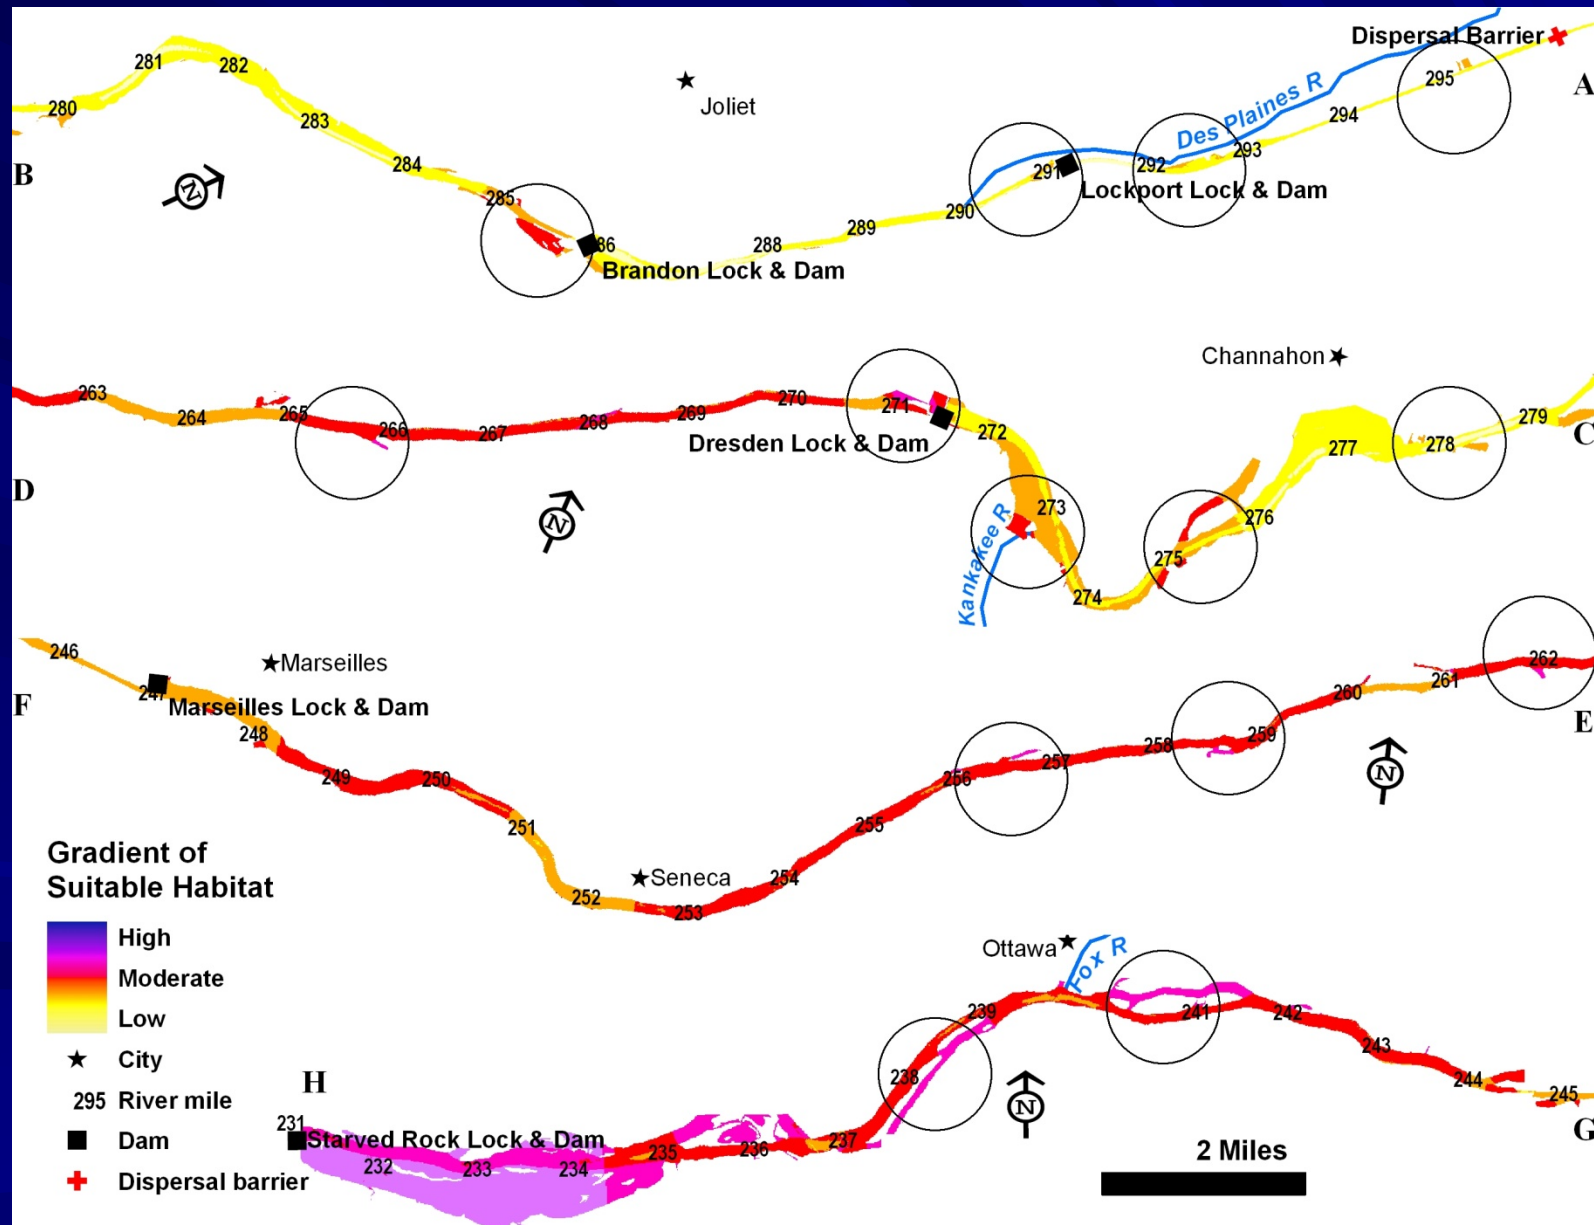 Dispersal Barrier
A
281
282
280
283
284
285
86
288
289
290
291
292
293
294
295
Joliet
Des Plaines R
Lockport Lock & Dam
B
N
Brandon Lock & Dam
Channahon
263
264
265
266
267
268
269
270
271
272
273
274
275
276
277
278
279
C
Dresden Lock & Dam
D
N
Kankakee R
246
247
248
249
250
251
252
253
254
255
256
257
258
259
260
261
262
Marseilles
Marseilles Lock & Dam
F
E
N
Seneca
Gradient of
Suitable Habitat
High
Moderate
Low
City
295 River mile
Dam
Dispersal barrier
Ottawa
Fox R
H
231
Starved Rock Lock & Dam
232
233
234
235
236
237
238
239
241
242
243
244
245
G
N
2 Miles